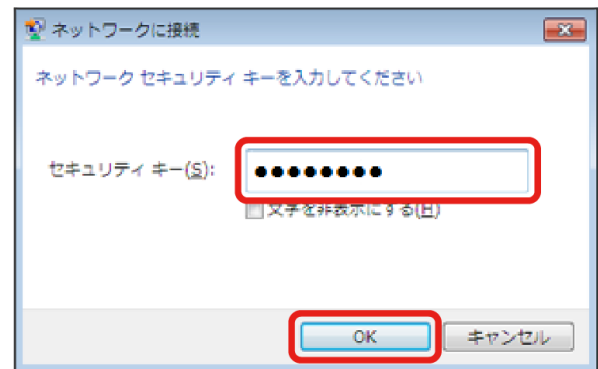 ネットワークに接続
ネットワーク セキュリティ キーを入力してください
セキュリティ キー(S):
●●●●●●●●
文字を非表示にする(H)
OK
キャンセル